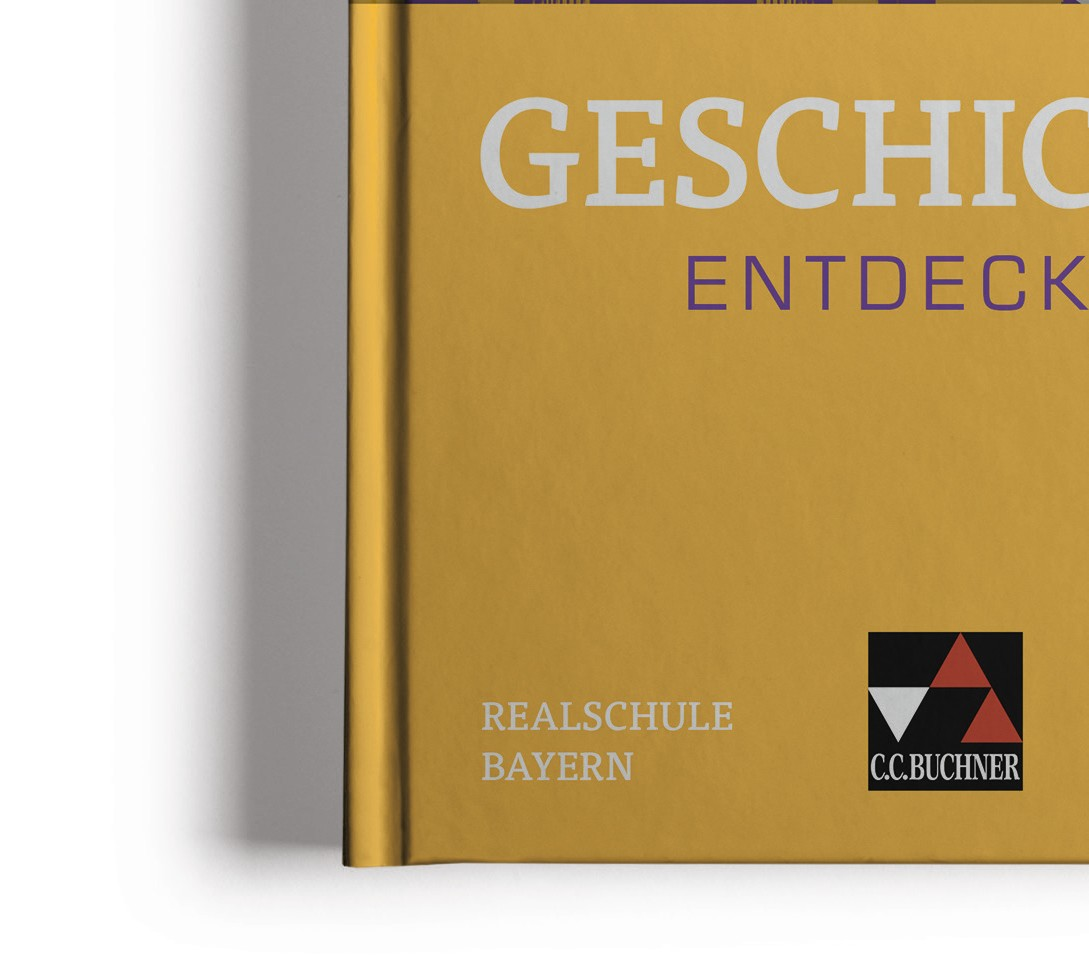 GESCHIC
ENTDECK
REALSCHULE
BAYERN
C.C.BUCHNER